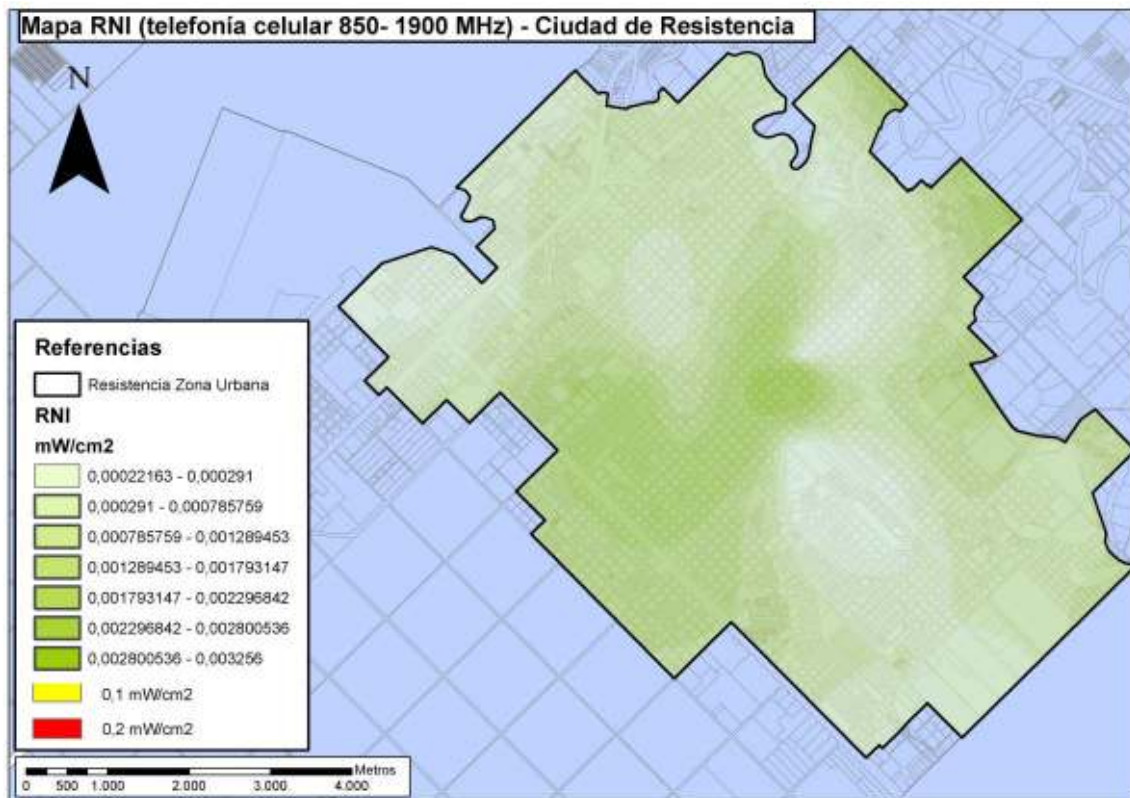 Mapa RNI (telefonía celular 850- 1900 MHz) - Ciudad de Resistencia
N
Referencias
Resistencia Zona Urbana
RNI
mW/cm2
0,00022163 - 0,000291
0,000291 - 0,000785759
0,000785759 - 0,001289453
0,001289453 - 0,001793147
0,001793147 - 0,002296842
0,002296842 - 0,002800536
0,002800536 - 0,003256
0,1 mW/cm2
0,2 mW/cm2
Metros
0 500 1.000 2.000 3.000 4.000